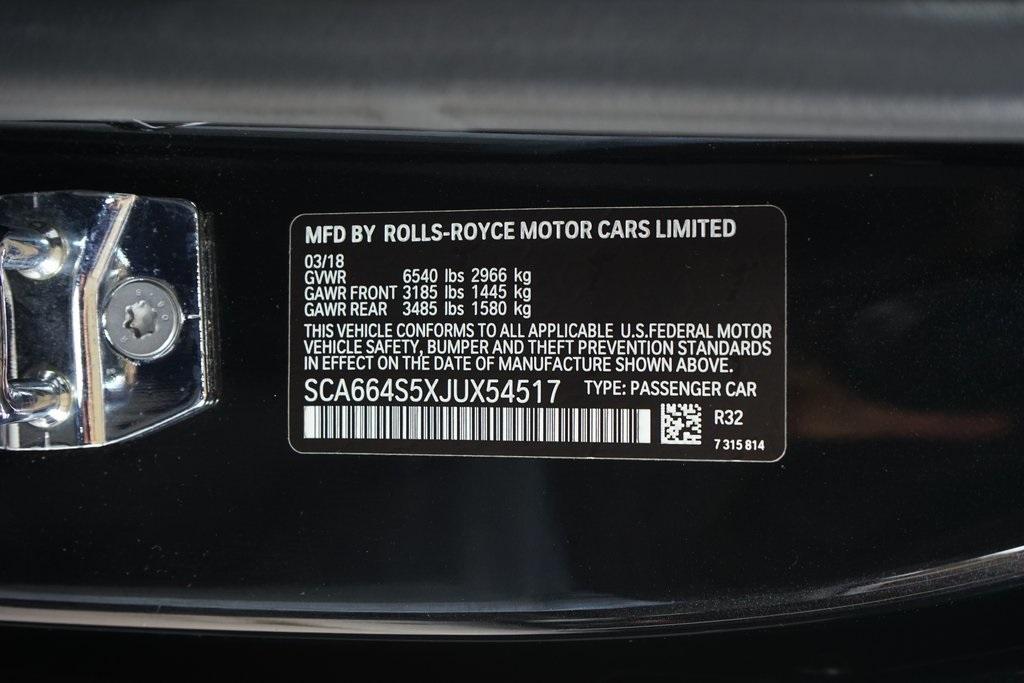 MFD BY ROLLS-ROYCE MOTOR CARS LIMITED
03/18
GVWR 6540 lbs 2966 kg
GAWR FRONT 3185 lbs 1445 kg
GAWR REAR 3485 lbs 1580 kg
THIS VEHICLE CONFORMS TO ALL APPLICABLE U.S.FEDERAL MOTOR
VEHICLE SAFETY, BUMPER AND THEFT PREVENTION STANDARDS
IN EFFECT ON THE DATE OF MANUFACTURE SHOWN ABOVE.
SCA664S5XJUX54517 TYPE: PASSENGER CAR
R32
7 315 814